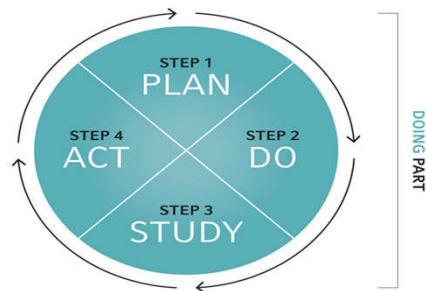 STEP 1
PLAN
STEP 4
ACT
STEP 2
DO
STEP 3
STUDY
DOING PART